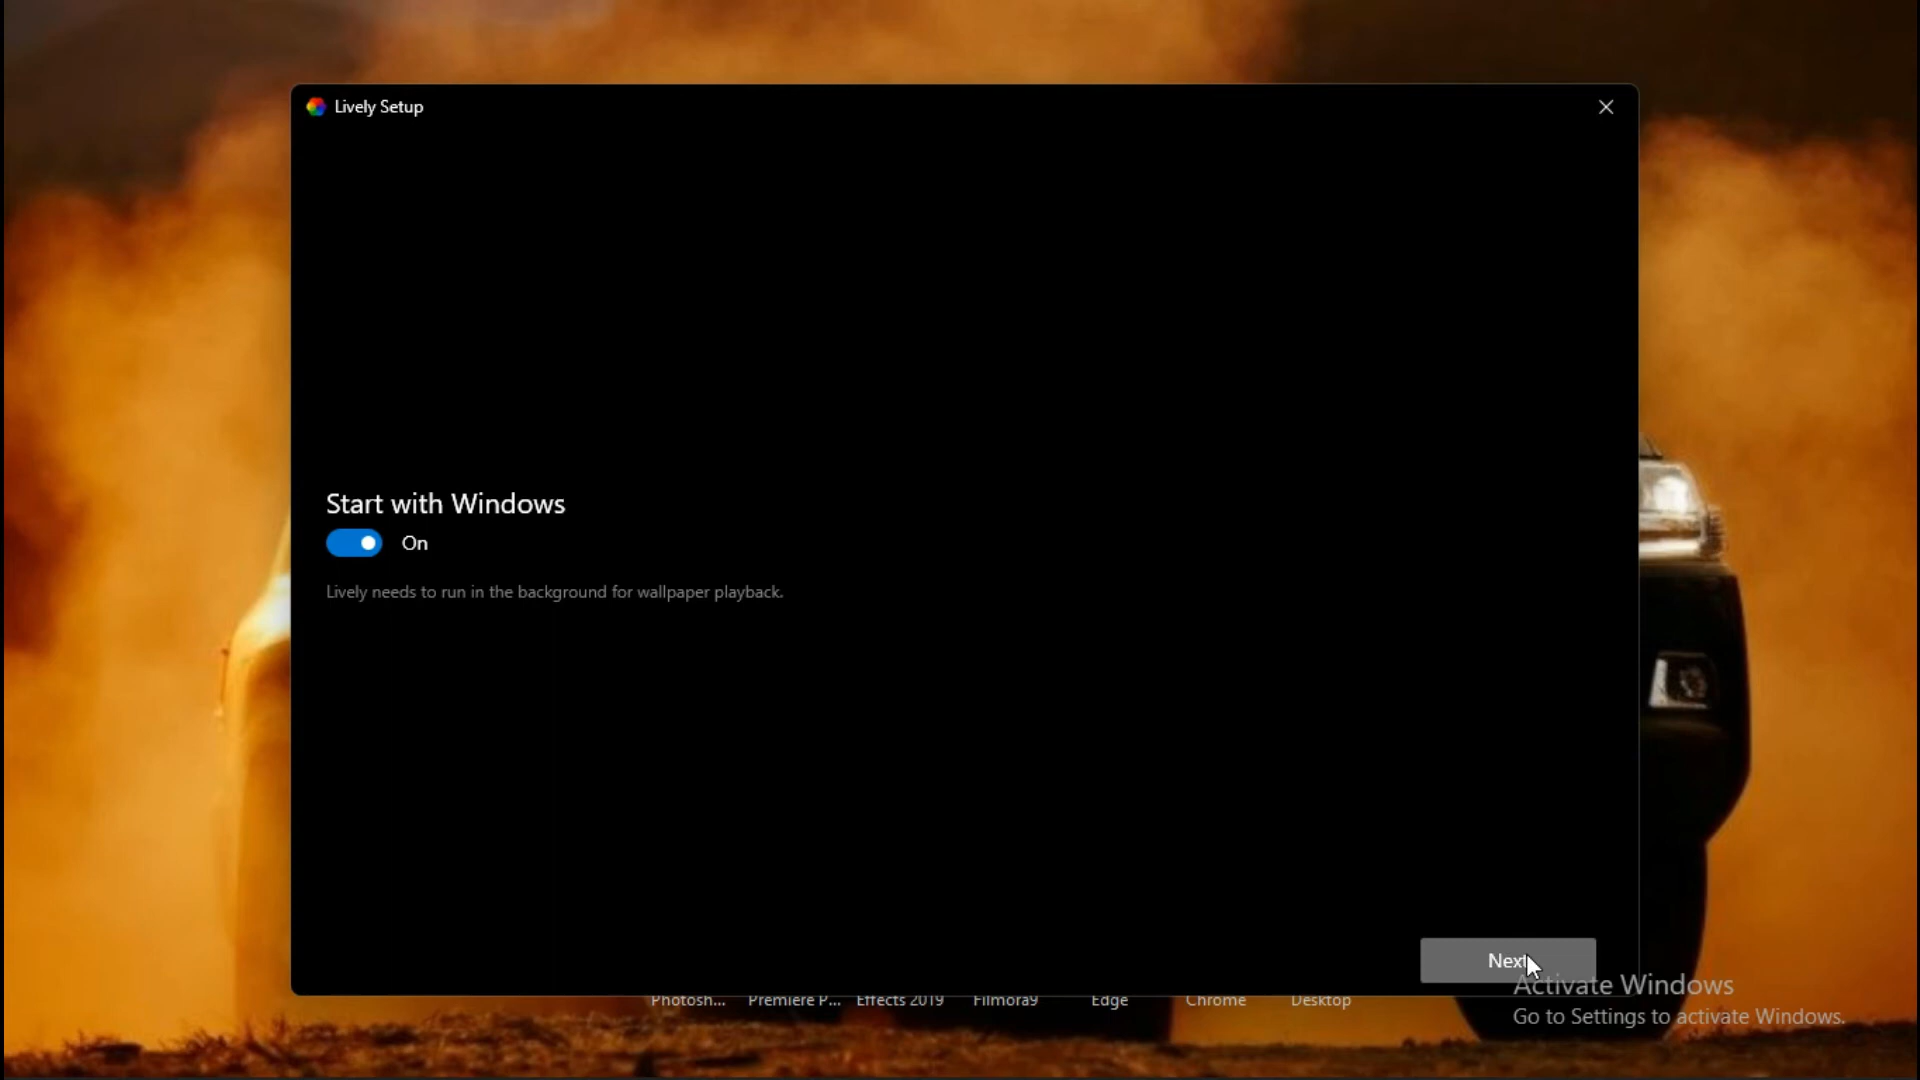 Lively Setup
Start with Windows
On
Lively needs to run in the background for wallpaper playback.
Next
Activate Windows
Go to Settings to activate Windows.
Photosh... Premiere P... Effects 2019 Filmora9 Edge Chrome Desktop